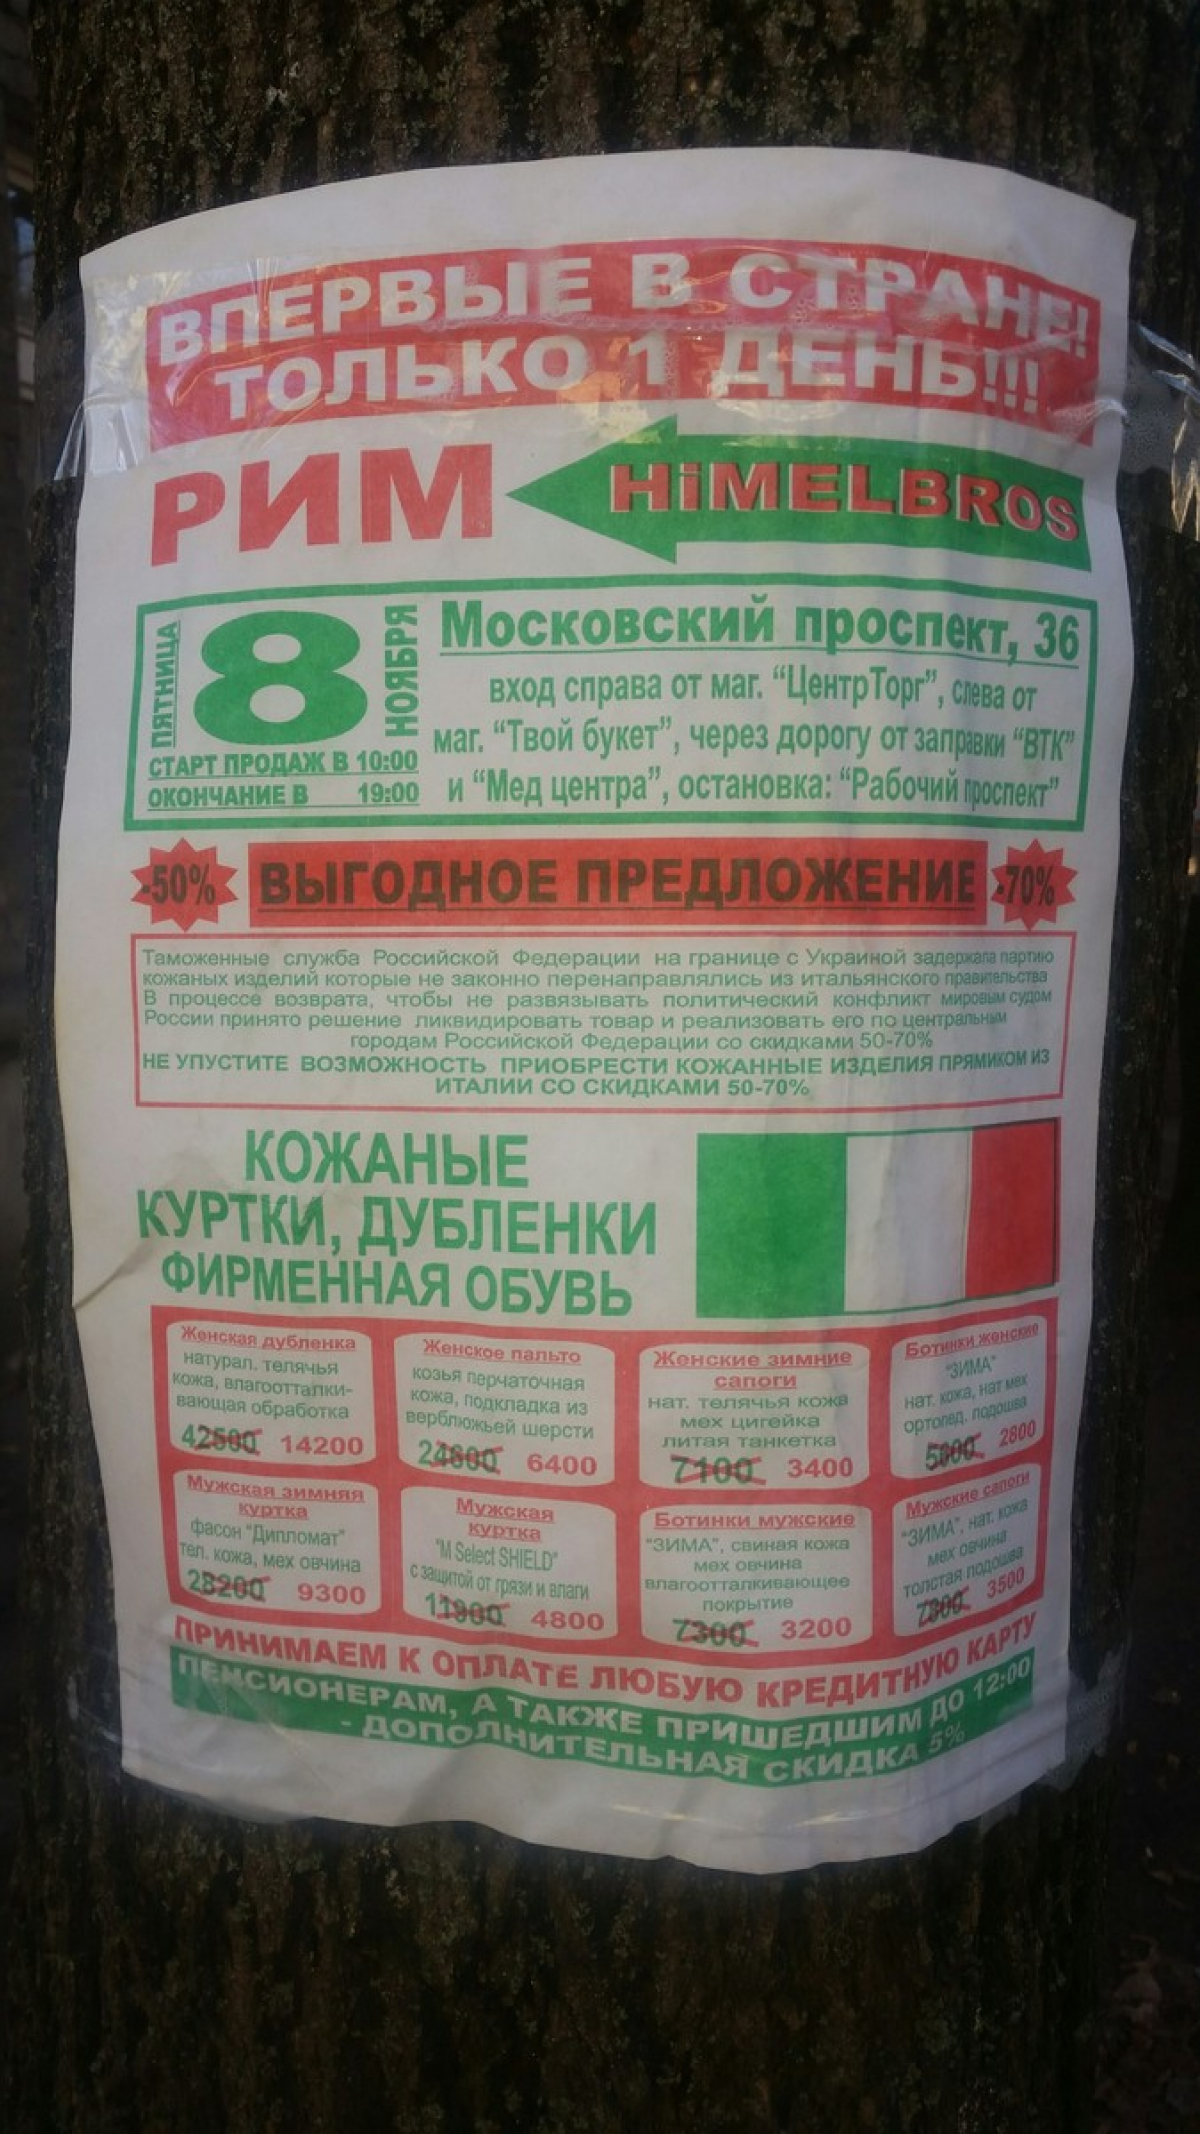 ВПЕРВЫЕ В СТРАНЕ!
ТОЛЬКО 1 ДЕНЬ!!!
РИМ HiMELBROS
ПЯТНИЦА
8
НОЯБРЯ
СТАРТ ПРОДАЖ В 10:00
ОКОНЧАНИЕ В 19:00
Московский проспект, 36
вход справа от маг. “ЦентрТорг”, слева от
маг. “Твой букет”, через дорогу от заправки “ВТК”
и “Мед центра”, остановка: “Рабочий проспект”
-50% ВЫГОДНОЕ ПРЕДЛОЖЕНИЕ -70%
Таможенные служба Российской Федерации на границе с Украиной задержала партию
кожаных изделий которые не законно перенаправлялись из итальянского правительства
В процессе возврата, чтобы не развязывать политический конфликт мировым судом
России принято решение ликвидировать товар и реализовать его по центральным
городам Российской Федерации со скидками 50-70%
НЕ УПУСТИТЕ ВОЗМОЖНОСТЬ ПРИОБРЕСТИ КОЖАННЫЕ ИЗДЕЛИЯ ПРЯМИКОМ ИЗ
ИТАЛИИ СО СКИДКАМИ 50-70%
КОЖАНЫЕ
КУРТКИ, ДУБЛЕНКИ
ФИРМЕННАЯ ОБУВЬ
Женская дубленка
натурал. телячья
кожа, влагоотталки-
вающая обработка
42500 14200
Женское пальто
козья перчаточная
кожа, подкладка из
верблюжьей шерсти
24600 6400
Женские зимние
сапоги
нат. телячья кожа
мех цигейка
литая танкетка
7100 3400
Ботинки женские
“ЗИМА”
нат. кожа, нат мех
ортопед. подошва
5600 2800
Мужская зимняя
куртка
фасон “Дипломат”
тел. кожа, мех овчина
28200 9300
Мужская
куртка
“M Select SHIELD”
с защитой от грязи и влаги
11900 4800
Ботинки мужские
“ЗИМА”, свиная кожа
мех овчина
влагоотталкивающее
покрытие
7300 3200
Мужские сапоги
“ЗИМА”, нат. кожа
мех овчина
толстая подошва
7800 3500
ПРИНИМАЕМ К ОПЛАТЕ ЛЮБУЮ КРЕДИТНУЮ КАРТУ
ПЕНСИОНЕРАМ, А ТАКЖЕ ПРИШЕДШИМ ДО 12:00
- ДОПОЛНИТЕЛЬНАЯ СКИДКА 5%